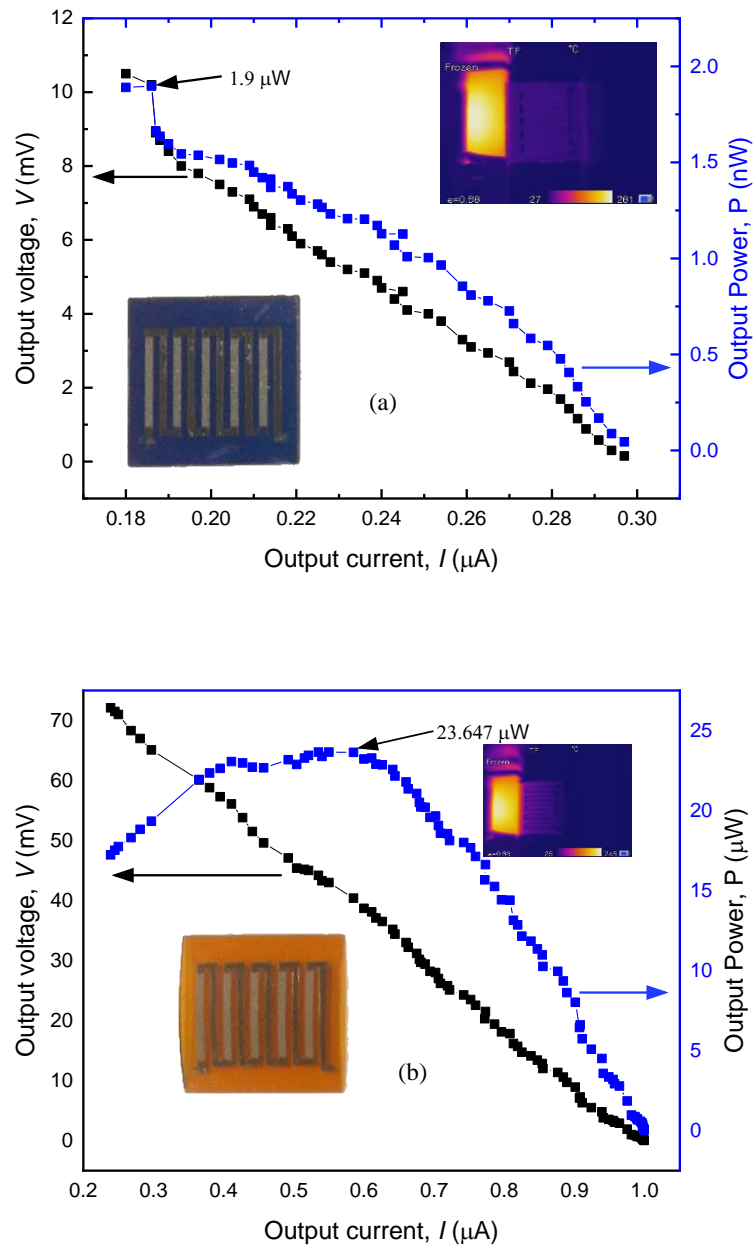 12
10
8
6
4
2
0
Output voltage, V (mV)
1.9 μW
TF °C
Frozen
e=0.98 27 261
(a)
2.0
1.5
1.0
0.5
0.0
Output Power, P (nW)
0.18 0.20 0.22 0.24 0.26 0.28 0.30
Output current, I (μA)
70
60
50
40
30
20
10
0
Output voltage, V (mV)
23.647 μW
°C
Frozen
(b)
25
20
15
10
5
0
Output Power, P (μW)
0.2 0.3 0.4 0.5 0.6 0.7 0.8 0.9 1.0
Output current, I (μA)